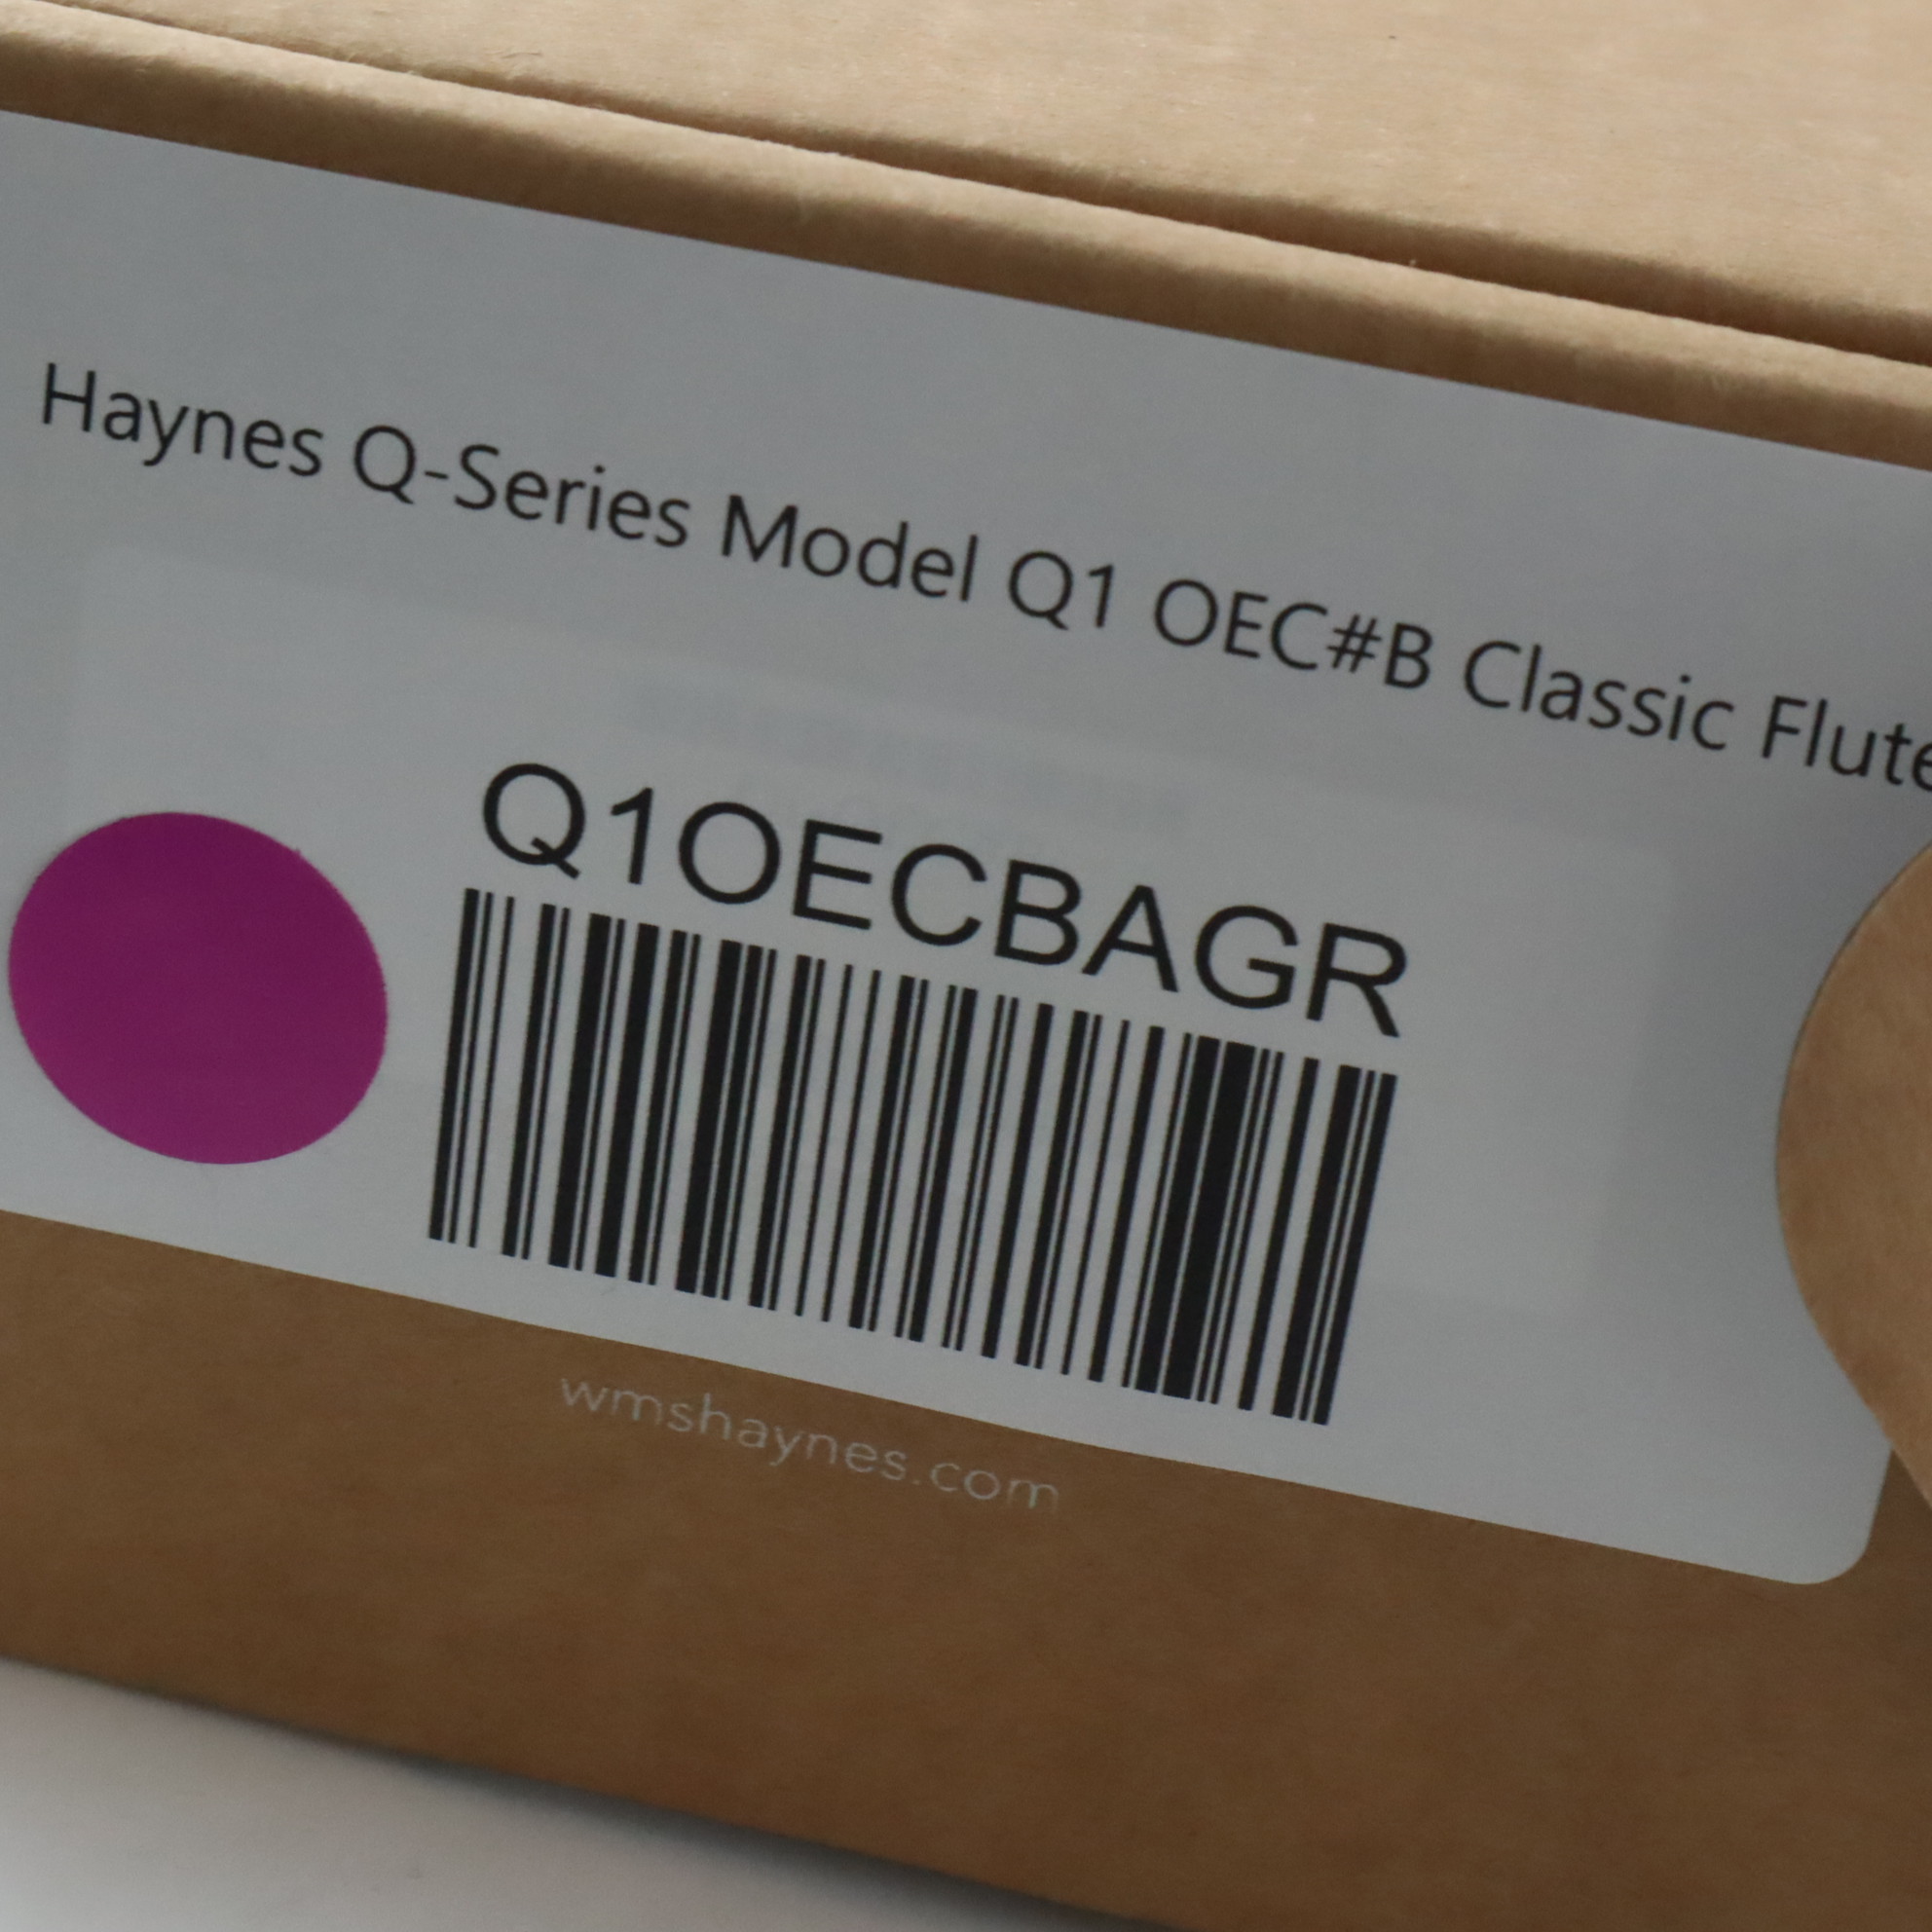 Haynes Q-Series Model Q1 OEC#B Classic Flute
Q1OECBAGR
wmshaynes.com